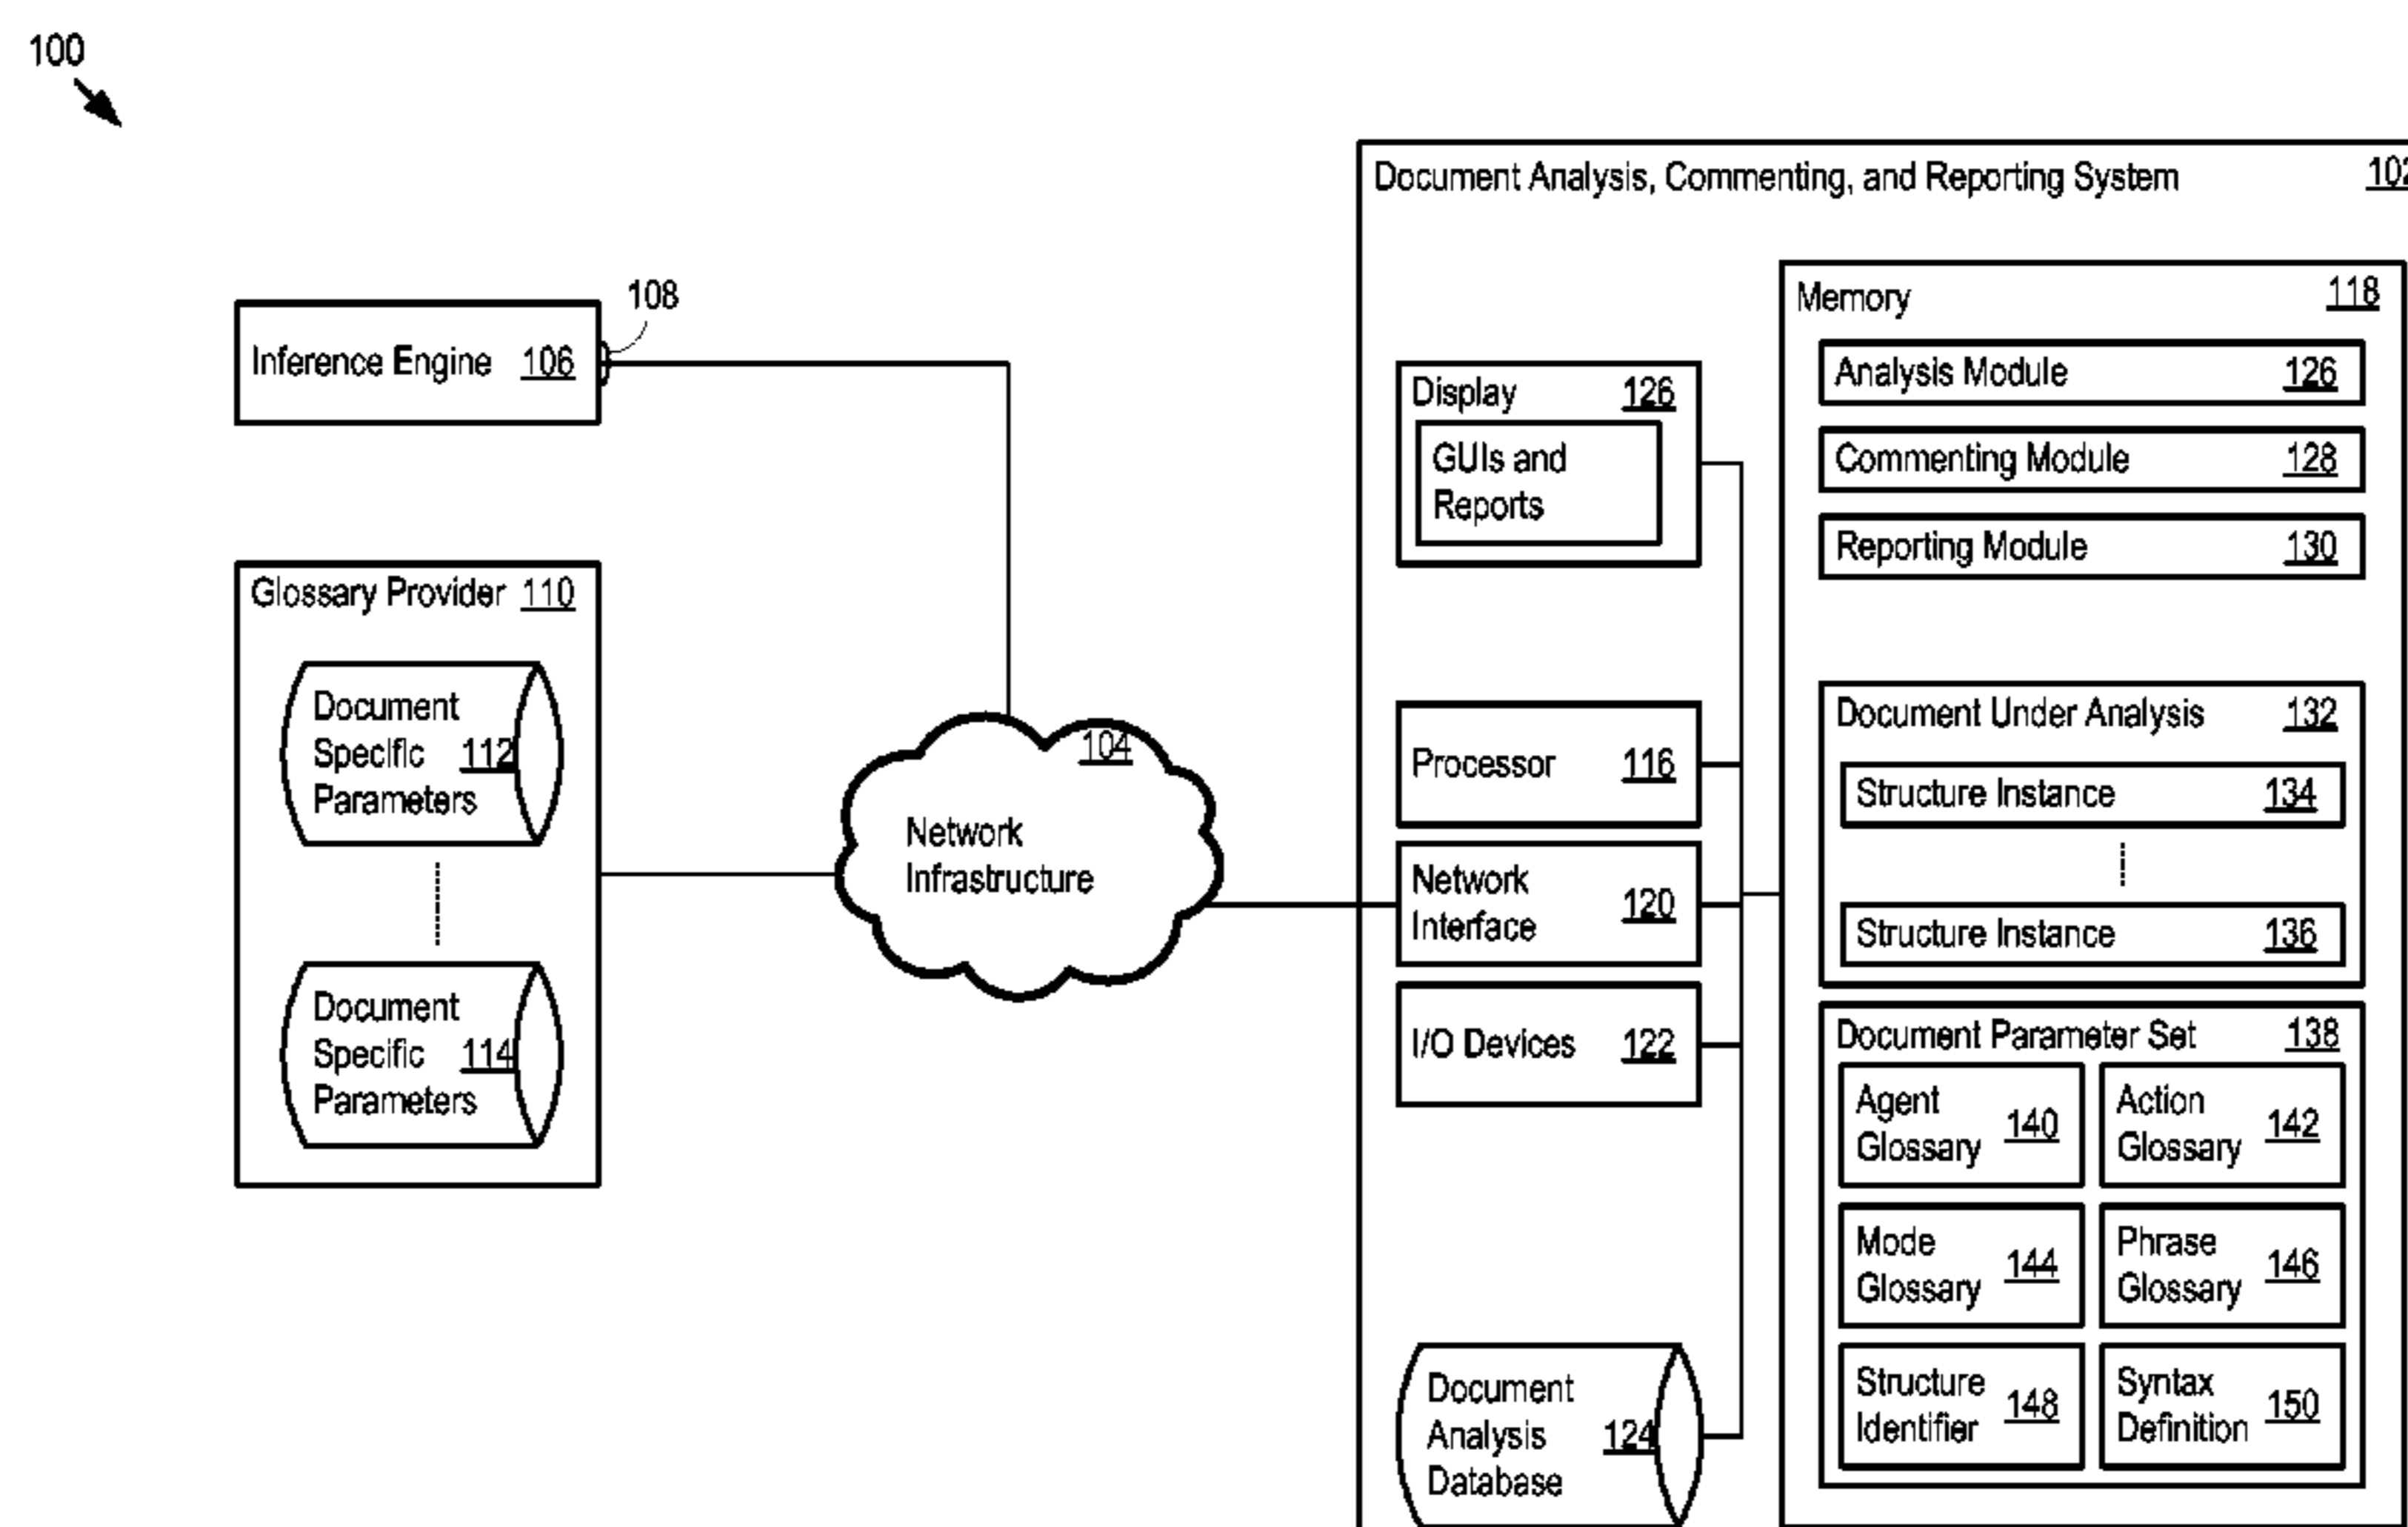 100
Document Analysis, Commenting, and Reporting System 102
108
Inference Engine 106
Glossary Provider 110
Document
Specific 112
Parameters
Document
Specific 114
Parameters
104
Network
Infrastructure
Display 126
GUIs and
Reports
Processor 116
Network
Interface 120
I/O Devices 122
Document
Analysis 124
Database
Memory 118
Analysis Module 126
Commenting Module 128
Reporting Module 130
Document Under Analysis 132
Structure Instance 134
Structure Instance 136
Document Parameter Set 138
Agent
Glossary 140
Action
Glossary 142
Mode
Glossary 144
Phrase
Glossary 146
Structure
Identifier 148
Syntax
Definition 150